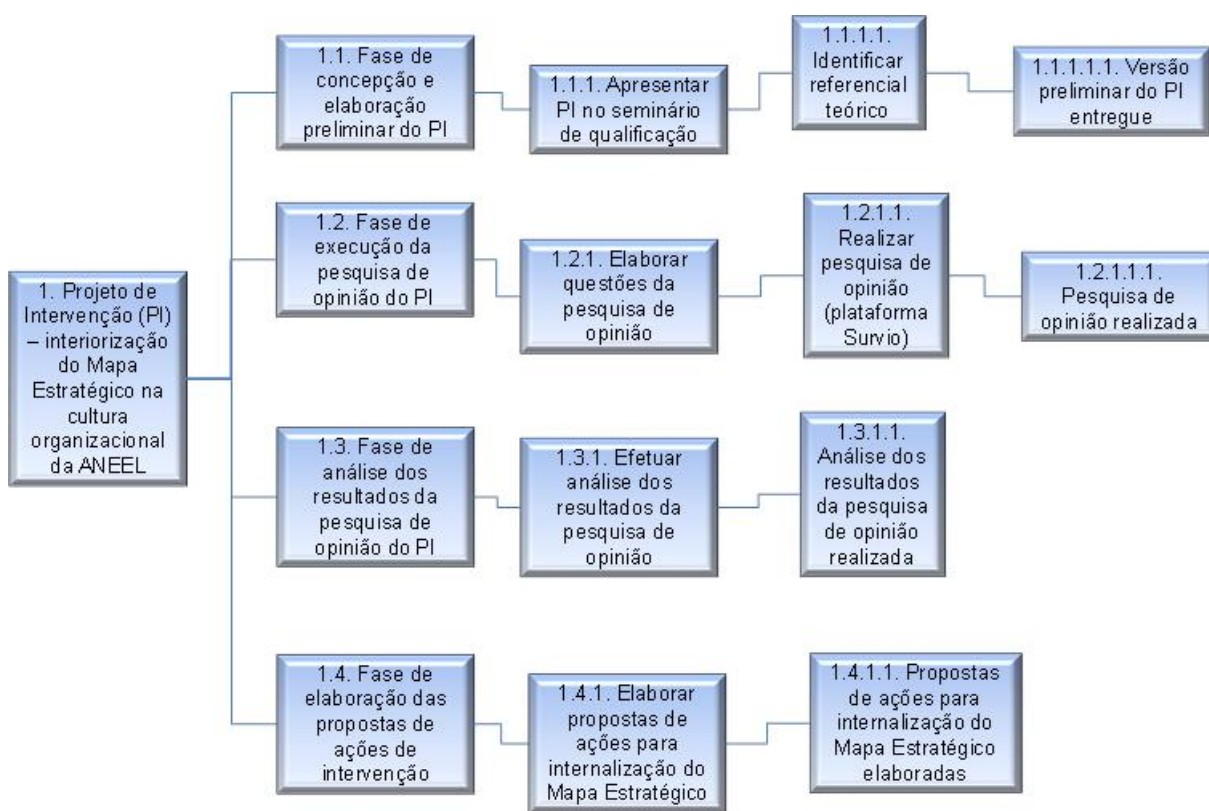 1. Projeto de
Intervenção (PI)
– interiorização
do Mapa
Estratégico na
cultura
organizacional
da ANEEL
1.1. Fase de
concepção e
elaboração
preliminar do PI
1.1.1. Apresentar
PI no seminário
de qualificação
1.1.1.1.
Identificar
referencial
teórico
1.1.1.1.1. Versão
preliminar do PI
entregue
1.2. Fase de
execução da
pesquisa de
opinião do PI
1.2.1. Elaborar
questões da
pesquisa de
opinião
1.2.1.1.
Realizar
pesquisa de
opinião
(plataforma
Survio)
1.2.1.1.1.
Pesquisa de
opinião realizada
1.3. Fase de
análise dos
resultados da
pesquisa de
opinião do PI
1.3.1. Efetuar
análise dos
resultados da
pesquisa de
opinião
1.3.1.1.
Análise dos
resultados
da pesquisa
de opinião
realizada
1.4. Fase de
elaboração das
propostas de
ações de
intervenção
1.4.1. Elaborar
propostas de
ações para
internalização do
Mapa Estratégico
1.4.1.1. Propostas
de ações para
internalização do
Mapa Estratégico
elaboradas